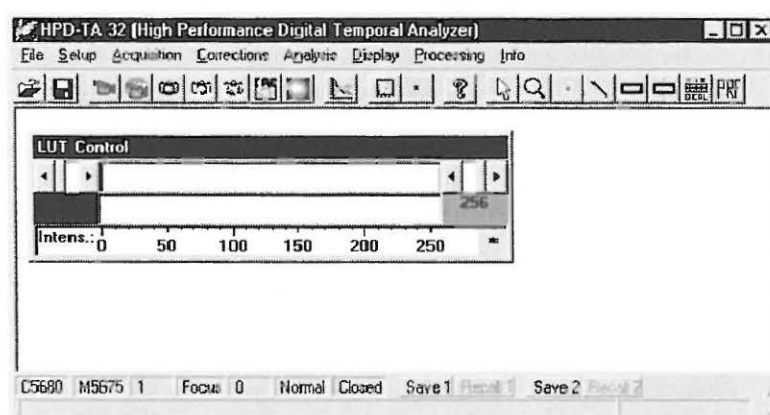 HPD-TA 32 (High Performance Digital Temporal Analyzer)
File Setup Acquisition Corrections Analysis Display Processing Info
PRF
LUT Control
256
Intens.: 0 50 100 150 200 250
C5680 M5675 1 Focus 0 Normal Closed Save 1 Recall 1 Save 2 Recall 2